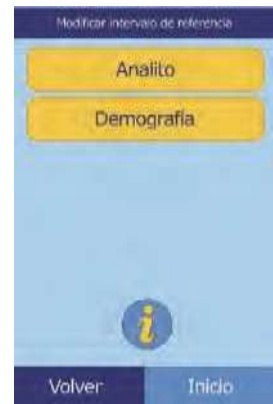 Modificar intervalo de referencia
Analito
Demografía
i
Volver Inicio